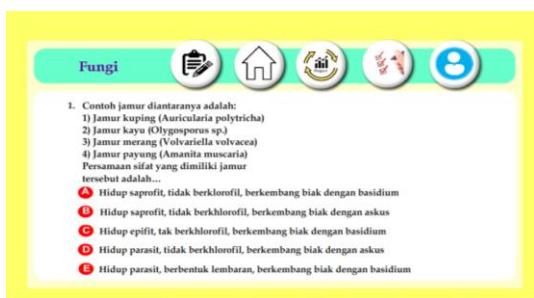 Fungi
1. Contoh jamur diantaranya adalah:
1) Jamur kuping (Auricularia polytricha)
2) Jamur kayu (Olygosporus sp.)
3) Jamur merang (Volvariella volvacea)
4) Jamur payung (Amanita muscaria)
Persamaan sifat yang dimiliki jamur
tersebut adalah...
A Hidup saprofit, tidak berklorofil, berkembang biak dengan basidium
B Hidup saprofit, tidak berkhlorofil, berkembang biak dengan askus
C Hidup epifit, tak berkhlorofil, berkembang biak dengan basidium
D Hidup parasit, tidak berkhlorofil, berkembang biak dengan askus
E Hidup parasit, berbentuk lembaran, berkembang biak dengan basidium